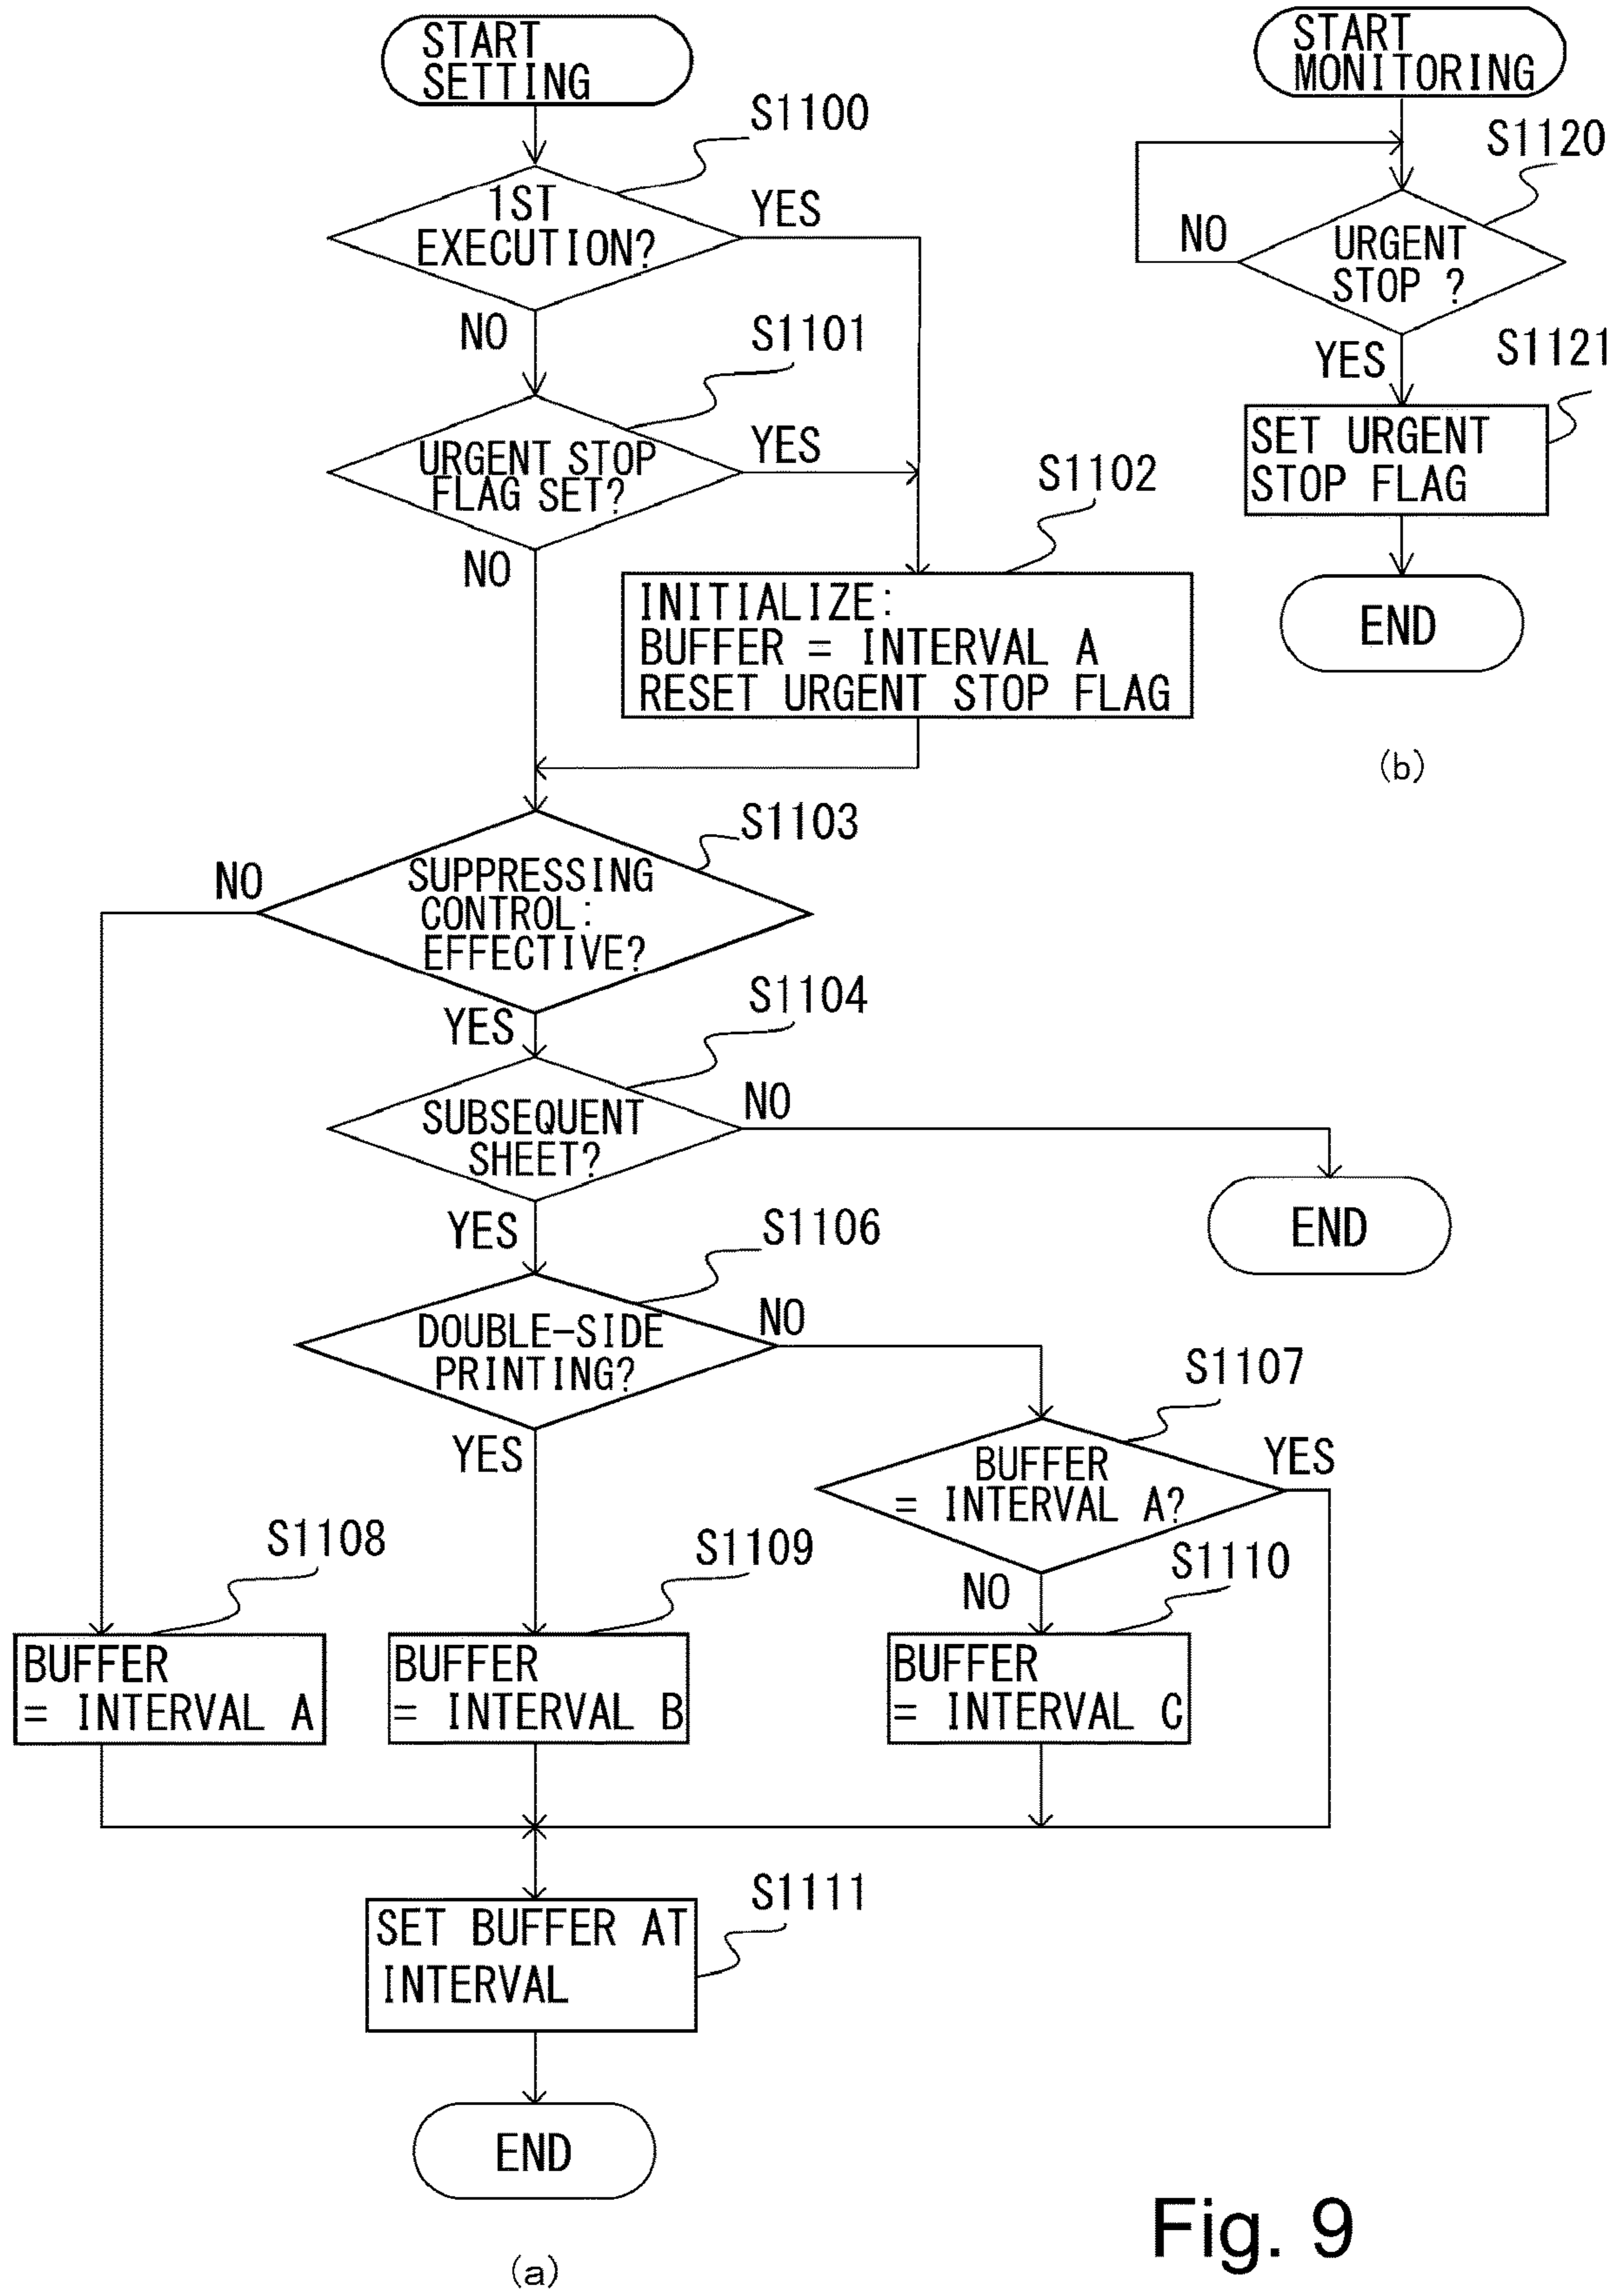 START
SETTING
S1100
1ST
EXECUTION?
YES
NO
S1101
URGENT STOP
FLAG SET?
YES
NO
S1102
INITIALIZE:
BUFFER = INTERVAL A
RESET URGENT STOP FLAG
S1103
SUPPRESSING
CONTROL:
EFFECTIVE?
NO
YES
S1104
SUBSEQUENT
SHEET?
NO
END
YES
S1106
DOUBLE-SIDE
PRINTING?
NO
YES
S1107
BUFFER
= INTERVAL A?
YES
NO
S1108
BUFFER
= INTERVAL A
S1109
BUFFER
= INTERVAL B
S1110
BUFFER
= INTERVAL C
S1111
SET BUFFER AT
INTERVAL
END
(a)
START
MONITORING
S1120
URGENT
STOP ?
NO
YES
S1121
SET URGENT
STOP FLAG
END
(b)
Fig. 9